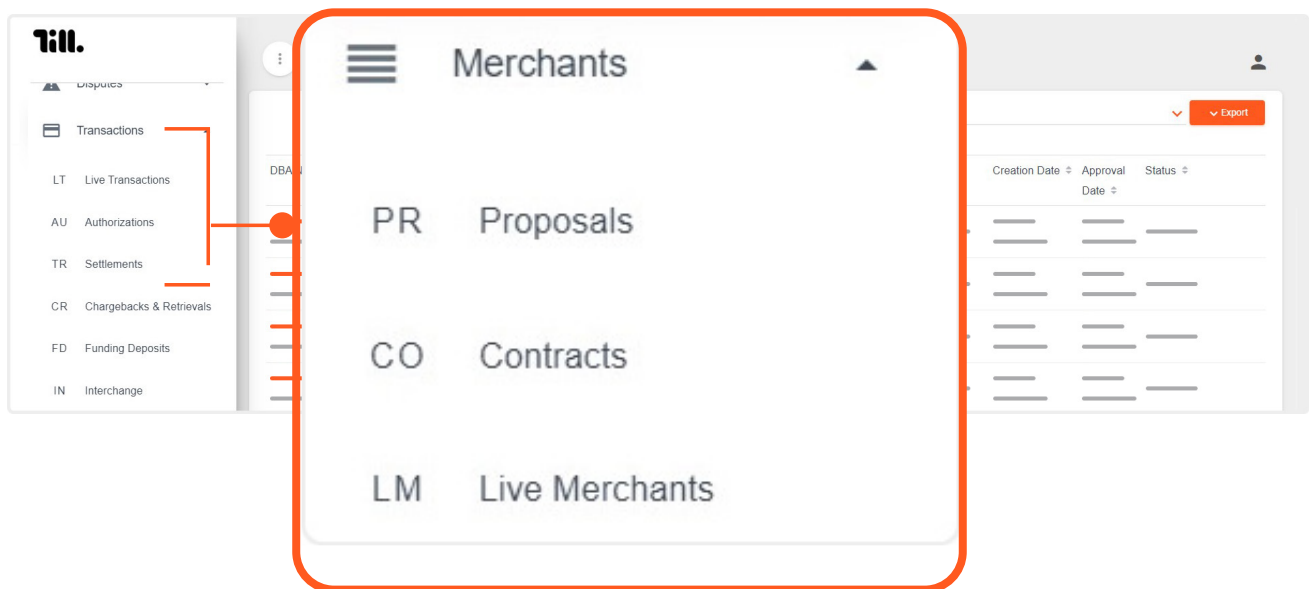 Till.
Disputes
Transactions
LT Live Transactions
AU Authorizations
TR Settlements
CR Chargebacks & Retrievals
FD Funding Deposits
IN Interchange
Merchants
PR Proposals
CO Contracts
LM Live Merchants
Export
DBA
Creation Date
Approval
Date
Status